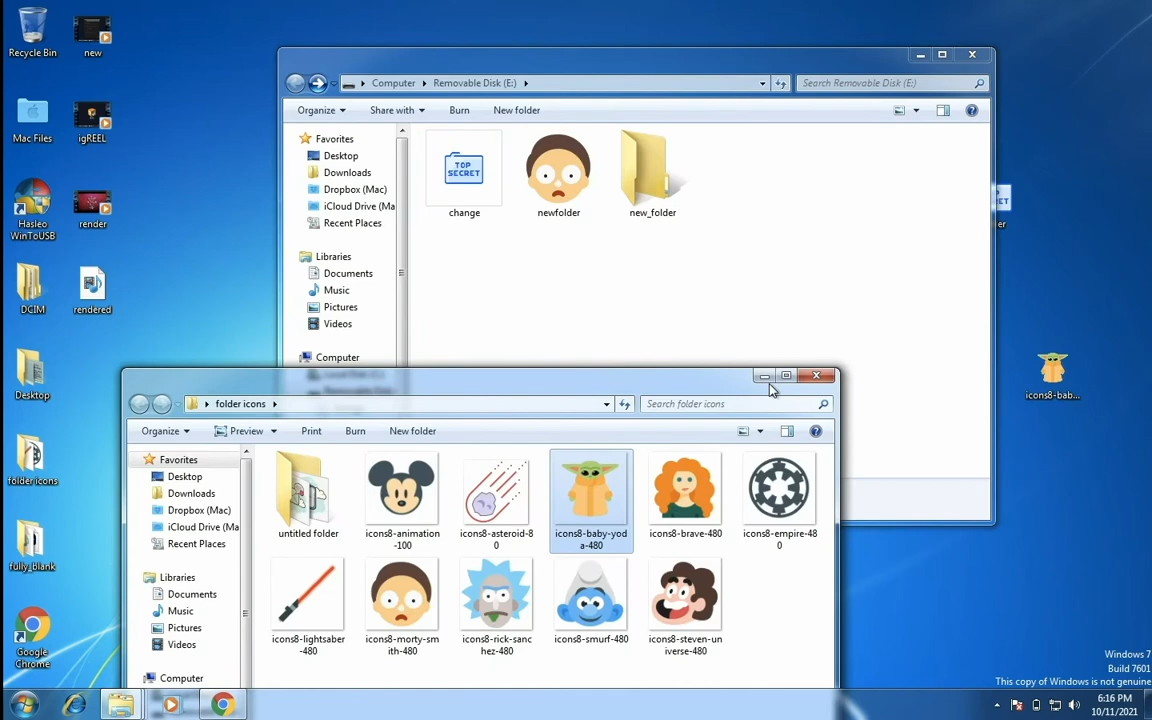 Recycle Bin
new
Mac Files
igREEL
Hasleo
WinToUSB
render
DCIM
rendered
Desktop
folder icons
fully_blank
Google
Chrome
Computer
Removable Disk (E:)
Search Removable Disk (E:)
Organize
Share with
Burn
New folder
Favorites
Desktop
Downloads
Dropbox (Mac)
iCloud Drive (Ma
Recent Places
Libraries
Documents
Music
Pictures
Videos
Computer
TOP
SECRET
change
newfolder
new_folder
ET
er
icons8-bab...
folder icons
Search folder icons
Organize
Preview
Print
Burn
New folder
Favorites
Desktop
Downloads
Dropbox (Mac)
iCloud Drive (Ma
Recent Places
Libraries
Documents
Music
Pictures
Videos
Computer
untitled folder
icons8-animation
-100
icons8-asteroid-8
0
icons8-baby-yod
a-480
icons8-brave-480
icons8-empire-48
0
icons8-lightsaber
-480
icons8-morty-sm
ith-480
icons8-rick-sanc
hez-480
icons8-smurf-480
icons8-steven-un
iverse-480
Windows 7
Build 7601
This copy of Windows is not genuine
6:16 PM
10/11/2021